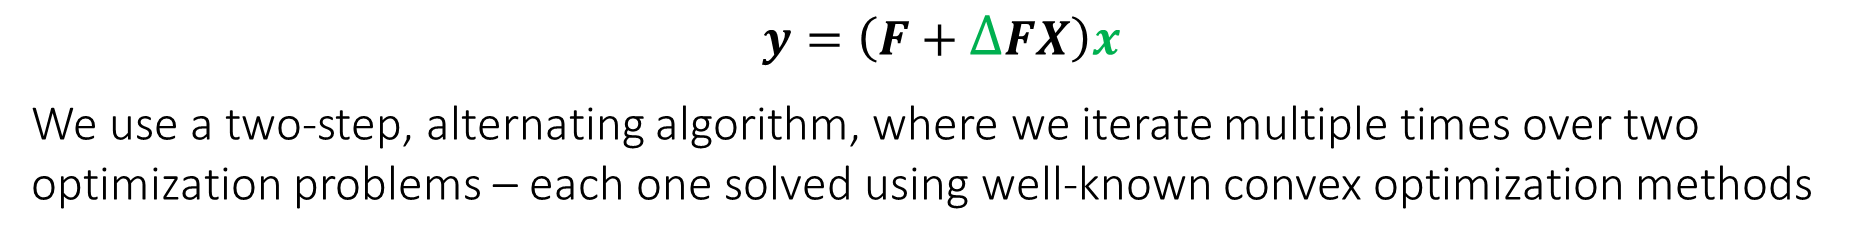 y = (F + ΔFX)x
We use a two-step, alternating algorithm, where we iterate multiple times over two
optimization problems – each one solved using well-known convex optimization methods